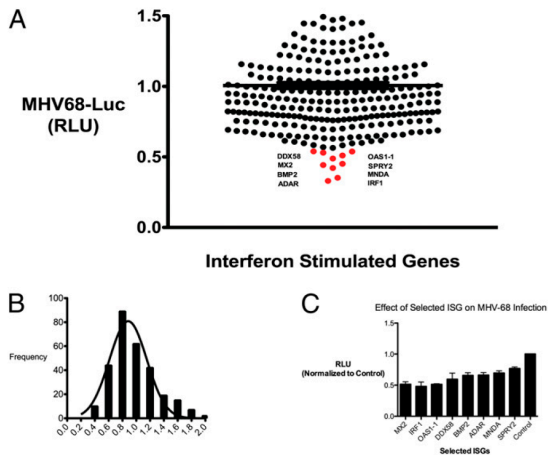 A
1.5
1.0
0.5
0.0
MHV68-Luc
(RLU)
DDX58
MX2
BMP2
ADAR
OAS1-1
SPRY2
MNDA
IRF1
Interferon Stimulated Genes
B
100
80
60
40
20
0
Frequency
0.0 0.2 0.4 0.6 0.8 1.0 1.2 1.4 1.6 1.8 2.0
C
Effect of Selected ISG on MHV-68 Infection
1.5
1.0
0.5
0.0
RLU
(Normalized to Control)
MX2 IRF1 OAS1-1 DDX58 BMP2 ADAR MNDA SPRY2 Control
Selected ISGs